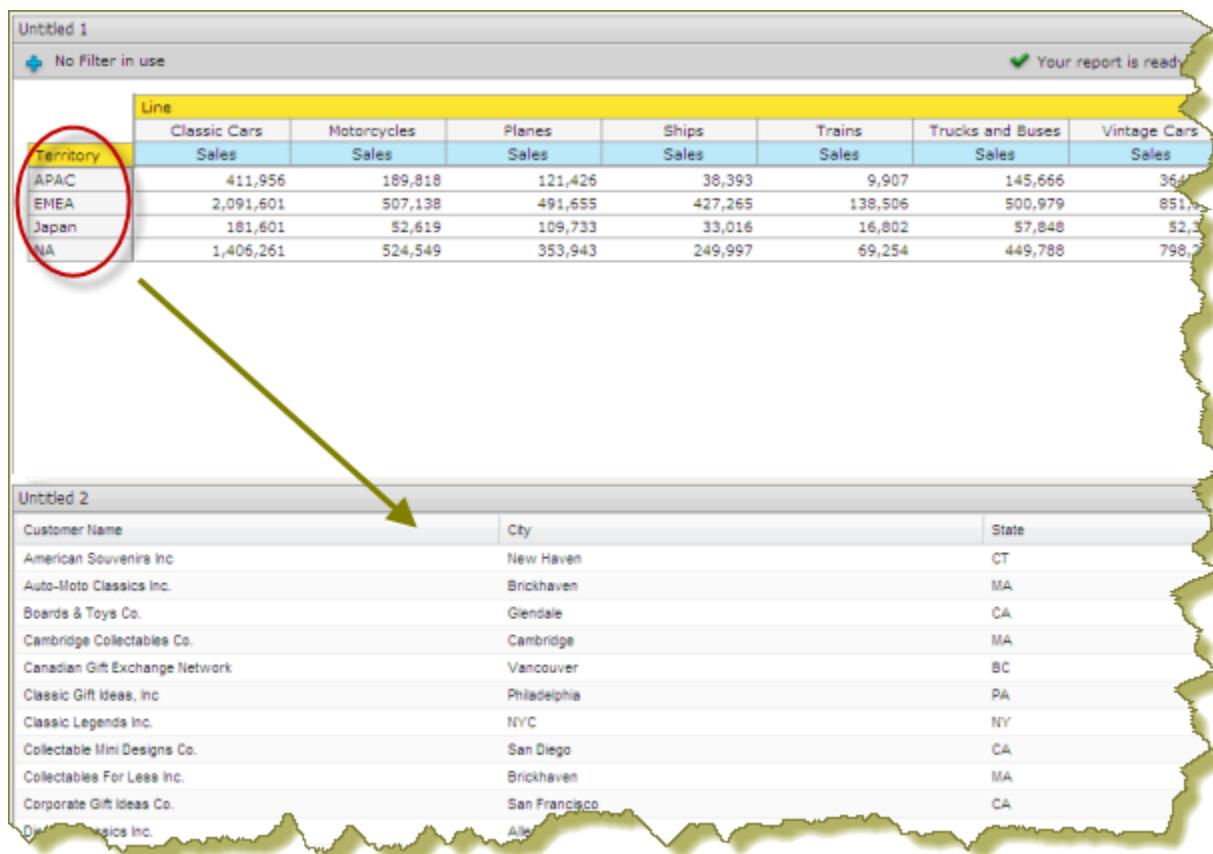 Untitled 1
No Filter in use
Your report is ready
Line
Classic Cars Motorcycles Planes Ships Trains Trucks and Buses Vintage Cars
Territory Sales Sales Sales Sales Sales Sales Sales
APAC 411,956 189,818 121,426 38,393 9,907 145,666
EMEA 2,091,601 507,138 491,655 427,265 138,506 500,979
Japan 181,601 52,619 109,733 33,016 16,802 57,848
NA 1,406,261 524,549 353,943 249,997 69,254 449,788
Untitled 2
Customer Name City State
American Souvenirs Inc New Haven CT
Auto-Moto Classics Inc. Brickhaven MA
Boards & Toys Co. Glendale CA
Cambridge Collectables Co. Cambridge MA
Canadian Gift Exchange Network Vancouver BC
Classic Gift Ideas, Inc Philadelphia PA
Classic Legends Inc. NYC NY
Collectable Mini Designs Co. San Diego CA
Collectables For Less Inc. Brickhaven MA
Corporate Gift Ideas Co. San Francisco CA
Inc.